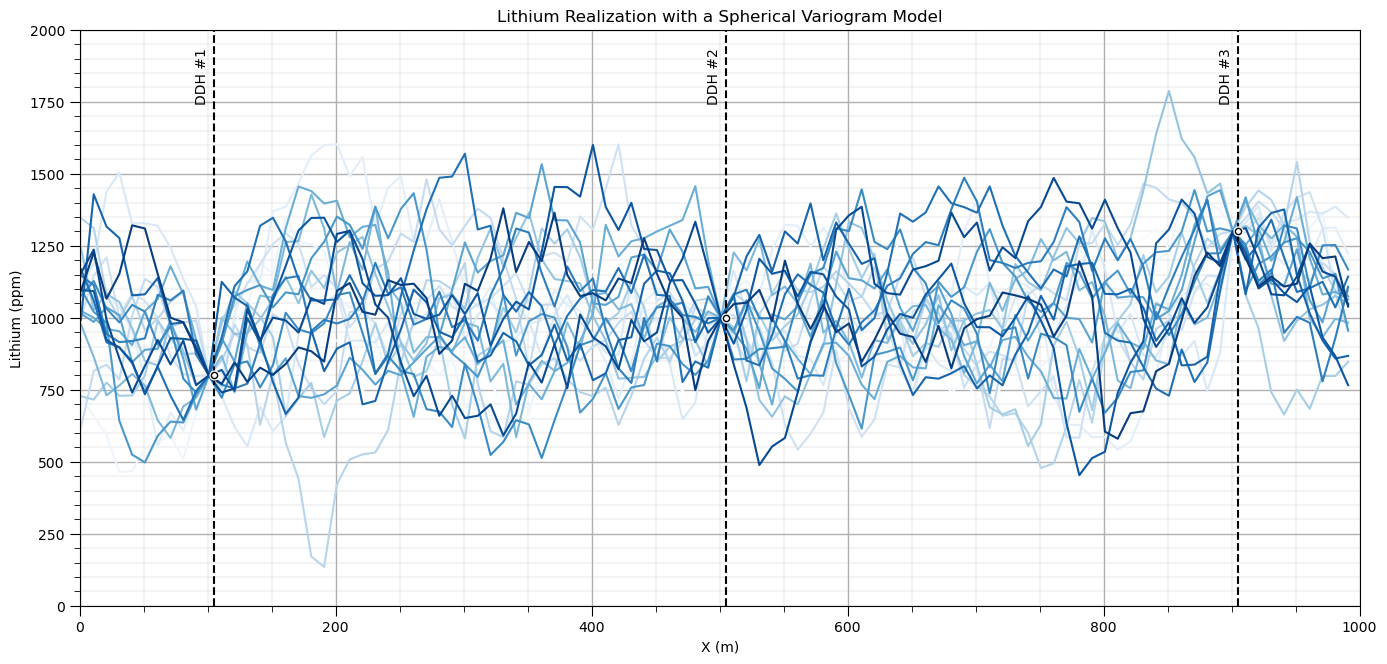 Lithium Realization with a Spherical Variogram Model
2000
1750
1500
1250
1000
750
500
250
0
Lithium (ppm)
DDH #1
DDH #2
DDH #3
0
200
400
600
800
1000
X (m)